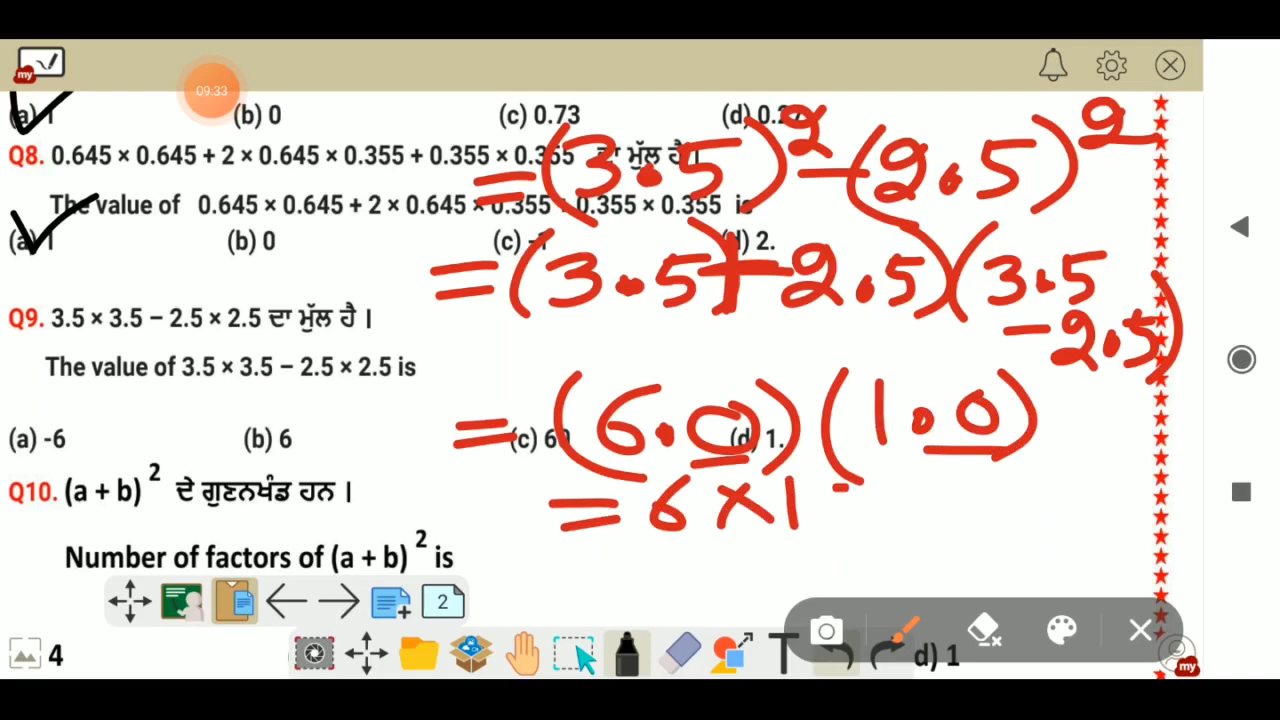 my
09:33
(a) 1 (b) 0 (c) 0.73 (d) 0.27
Q8. 0.645 × 0.645 + 2 × 0.645 × 0.355 + 0.355 × 0.355 ਦਾ ਮੁੱਲ ਹੈ।
= (3.5)² − (2.5)²
The value of 0.645 × 0.645 + 2 × 0.645 × 0.355 + 0.355 × 0.355 is
(a) 1 (b) 0 (c) -1 (d) 2.
= (3.5 + 2.5) (3.5 − 2.5)
Q9. 3.5 × 3.5 − 2.5 × 2.5 ਦਾ ਮੁੱਲ ਹੈ।
The value of 3.5 × 3.5 − 2.5 × 2.5 is
= (6.0) (1.0)
(a) -6 (b) 6 (c) 60 (d) 1.
Q10. (a + b)² ਦੇ ਗੁਣਨਖੰਡ ਹਨ।
= 6 × 1 -
Number of factors of (a + b)² is
2
4 d) 1
my